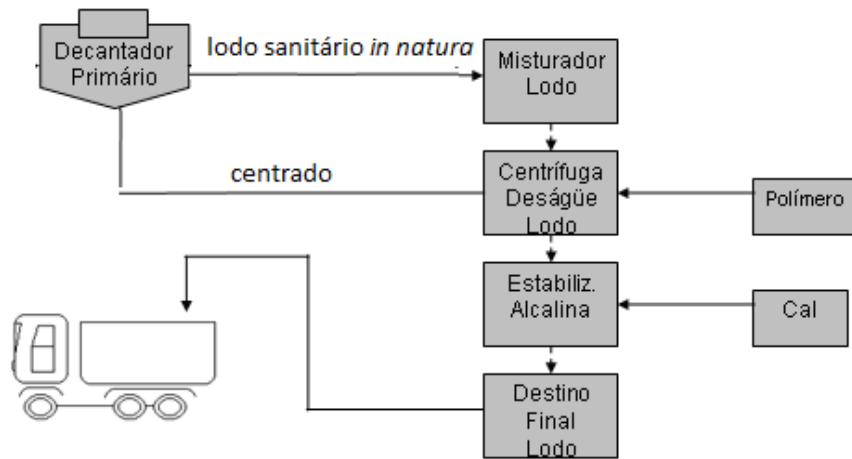 Decantador
Primário
lodo sanitário in natura
Misturador
Lodo
centrado
Centrífuga
Deságüe
Lodo
Polímero
Estabiliz.
Alcalina
Cal
Destino
Final
Lodo